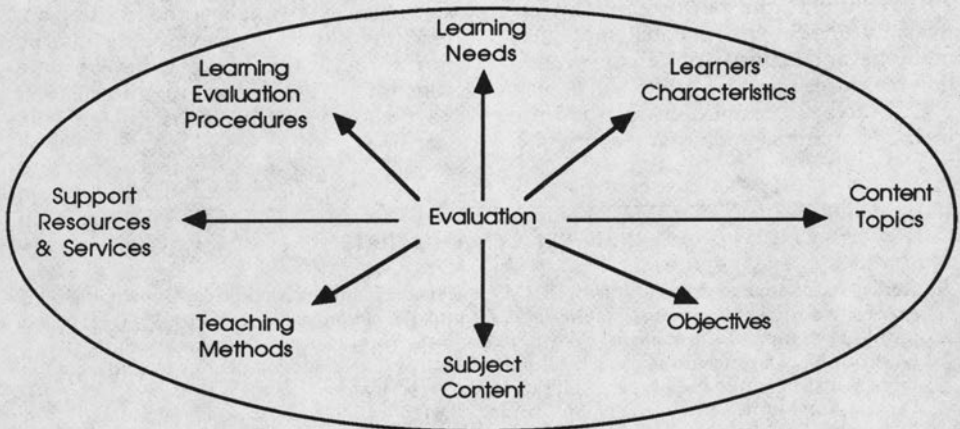 Learning
Needs
Learning
Evaluation
Procedures
Learners'
Characteristics
Support
Resources
& Services
Evaluation
Content
Topics
Teaching
Methods
Subject
Content
Objectives